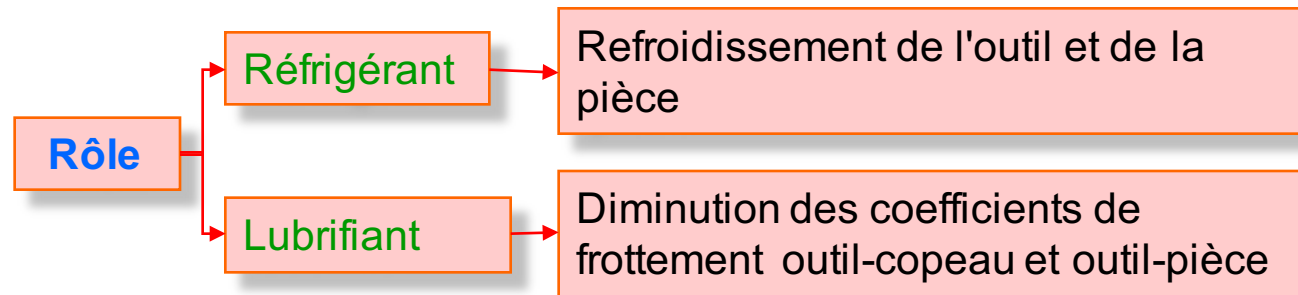 Rôle
Réfrigérant
Refroidissement de l'outil et de la
pièce
Lubrifiant
Diminution des coefficients de
frottement outil-copeau et outil-pièce